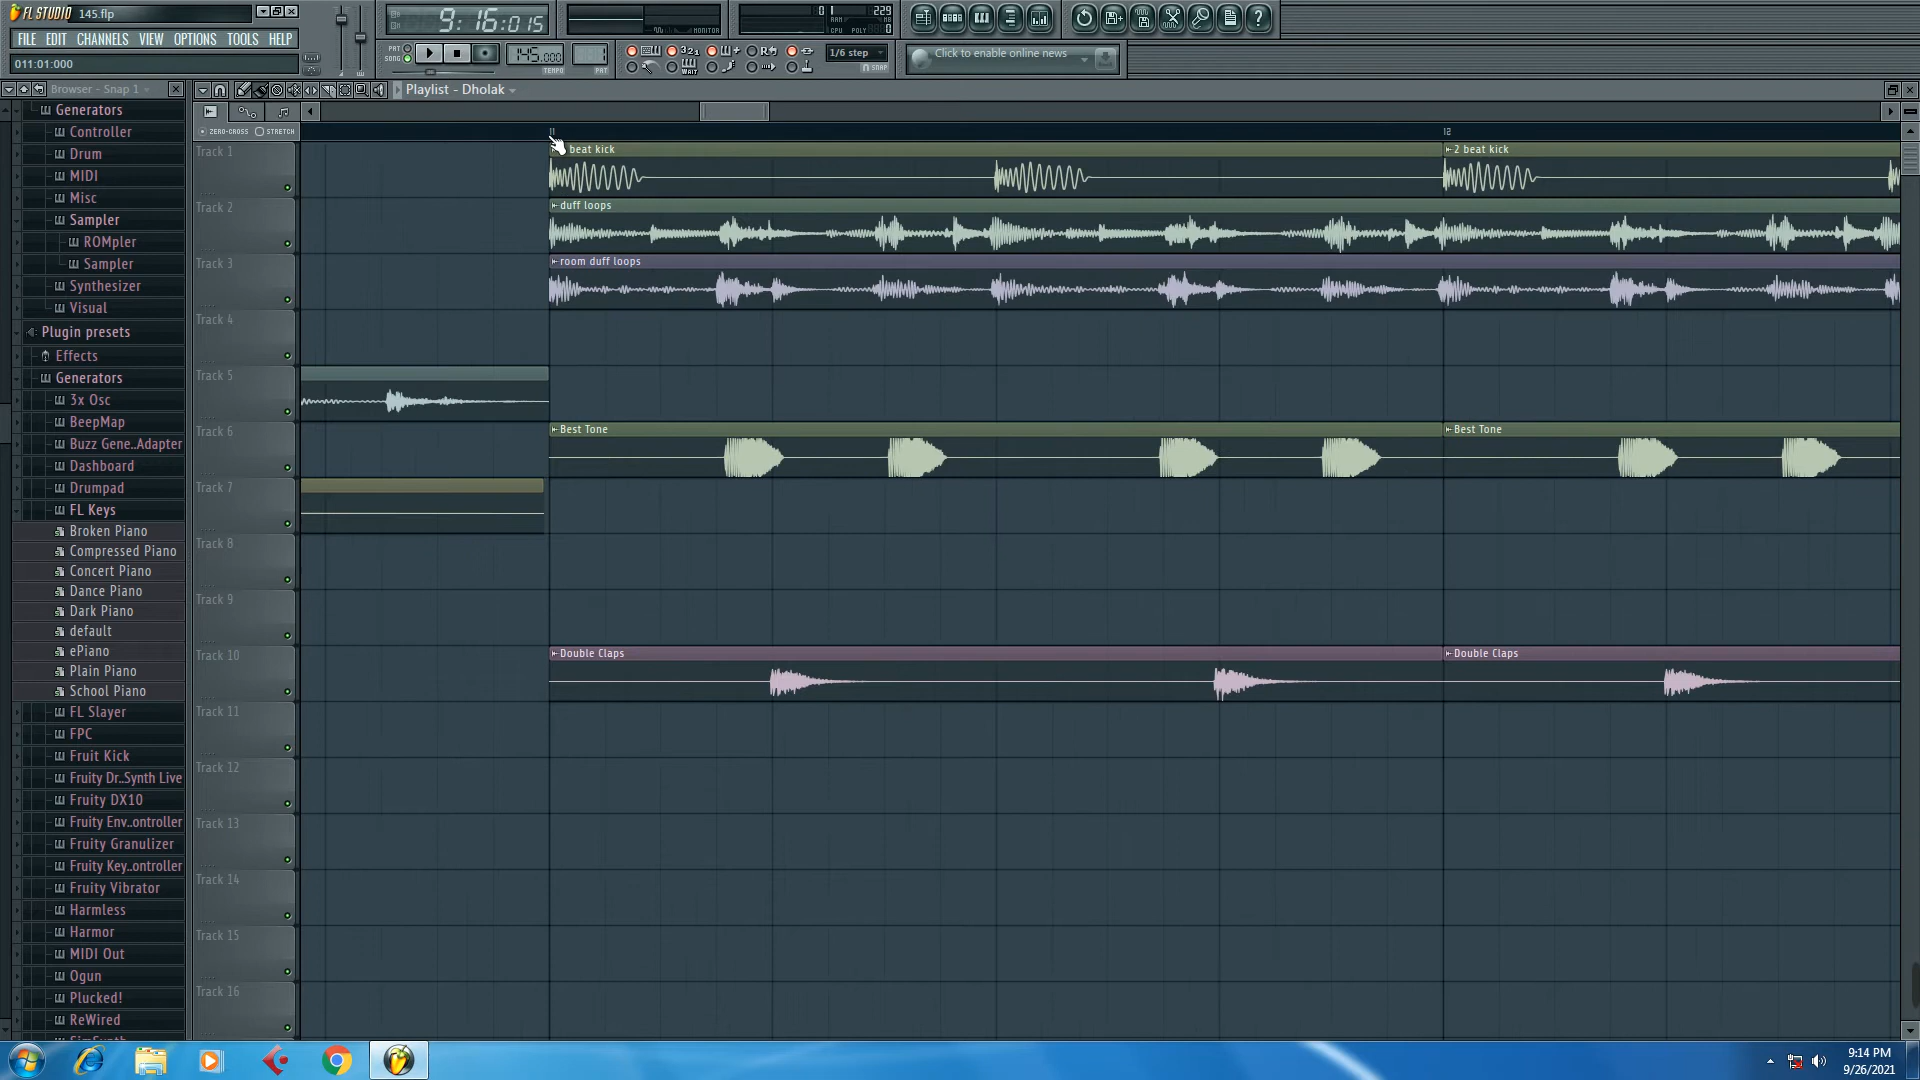 FL STUDIO 145.flp
FILE EDIT CHANNELS VIEW OPTIONS TOOLS HELP
011:01:000
9:16:015
PAT
SONG
145.000
TEMPO
PAT
MONITOR
0 229
RAM
CPU POLY 0
1/6 step
SNAP
WAIT
Click to enable online news
Browser - Snap 1
Playlist - Dholak
ZERO-CROSS STRETCH
11 12
Generators
Controller
Drum
MIDI
Misc
Sampler
ROMpler
Sampler
Synthesizer
Visual
Plugin presets
Effects
Generators
3x Osc
BeepMap
Buzz Gene..Adapter
Dashboard
Drumpad
FL Keys
Broken Piano
Compressed Piano
Concert Piano
Dance Piano
Dark Piano
default
ePiano
Plain Piano
School Piano
FL Slayer
FPC
Fruit Kick
Fruity Dr..Synth Live
Fruity DX10
Fruity Env..ontroller
Fruity Granulizer
Fruity Key..ontroller
Fruity Vibrator
Harmless
Harmor
MIDI Out
Ogun
Plucked!
ReWired
Track 1
beat kick
2 beat kick
Track 2
duff loops
Track 3
room duff loops
Track 4
Track 5
Track 6
Best Tone
Best Tone
Track 7
Track 8
Track 9
Track 10
Double Claps
Double Claps
Track 11
Track 12
Track 13
Track 14
Track 15
Track 16
9:14 PM
9/26/2021